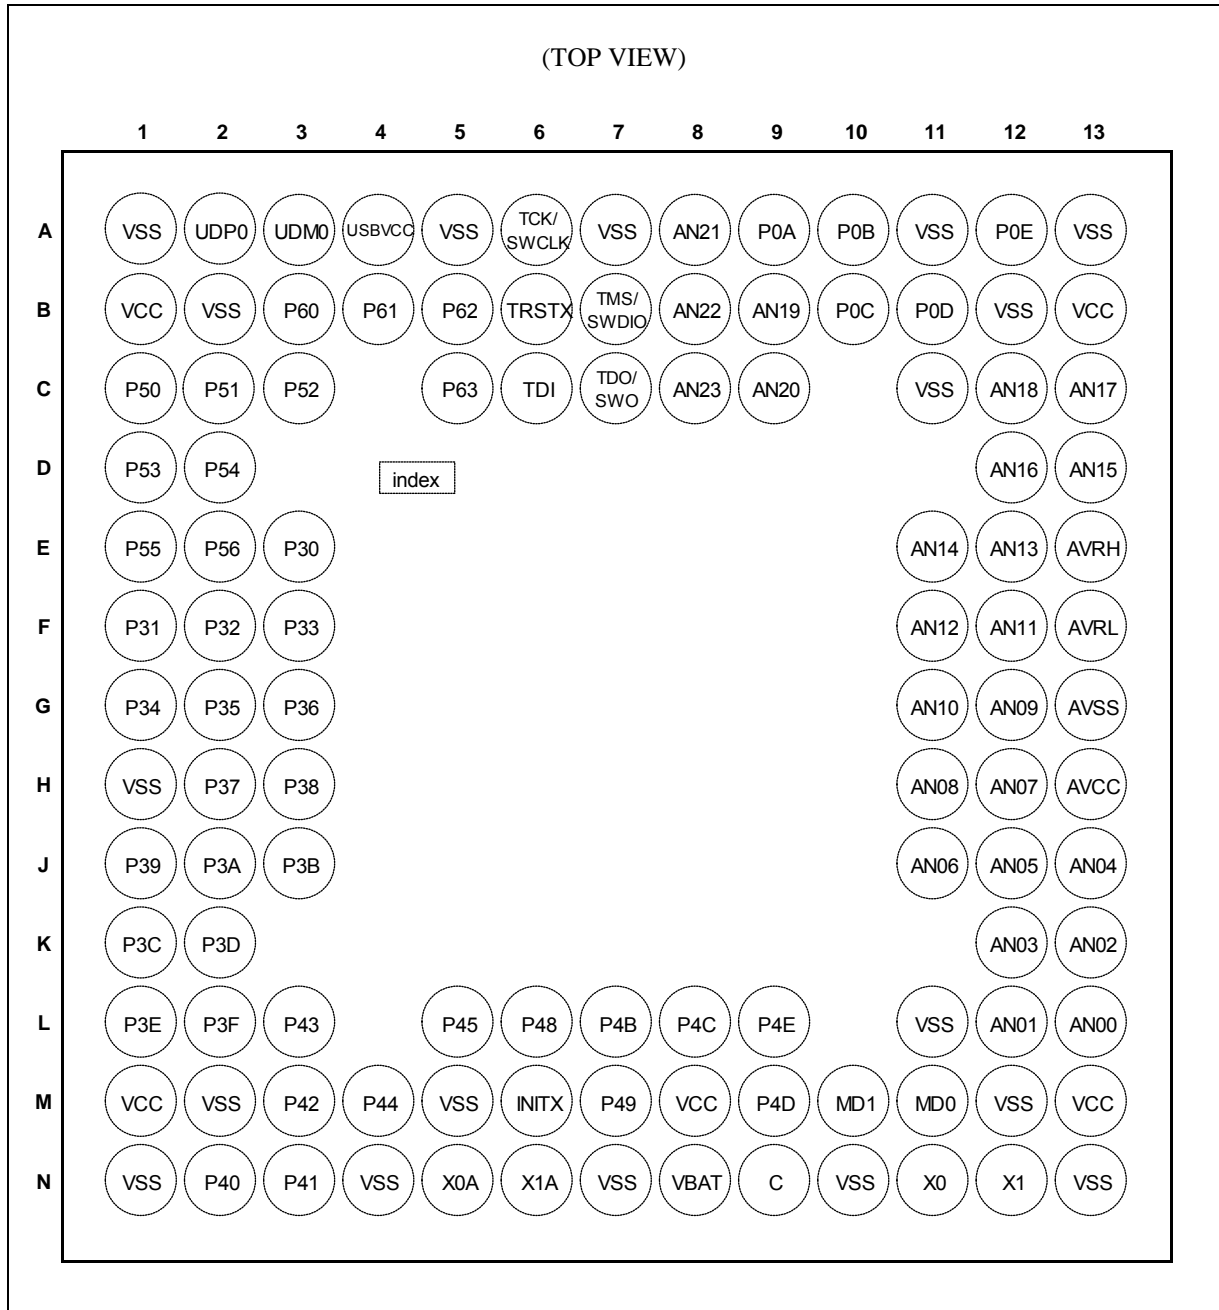 (TOP VIEW)
1 2 3 4 5 6 7 8 9 10 11 12 13
A VSS UDP0 UDM0 USBVCC VSS TCK/ SWCLK VSS AN21 P0A P0B VSS P0E VSS
B VCC VSS P60 P61 P62 TRSTX TMS/ SWDIO AN22 AN19 P0C P0D VSS VCC
C P50 P51 P52 P63 TDI TDO/ SWO AN23 AN20 VSS AN18 AN17
D P53 P54 index AN16 AN15
E P55 P56 P30 AN14 AN13 AVRH
F P31 P32 P33 AN12 AN11 AVRL
G P34 P35 P36 AN10 AN09 AVSS
H VSS P37 P38 AN08 AN07 AVCC
J P39 P3A P3B AN06 AN05 AN04
K P3C P3D AN03 AN02
L P3E P3F P43 P45 P48 P4B P4C P4E VSS AN01 AN00
M VCC VSS P42 P44 VSS INITX P49 VCC P4D MD1 MD0 VSS VCC
N VSS P40 P41 VSS X0A X1A VSS VBAT C VSS X0 X1 VSS